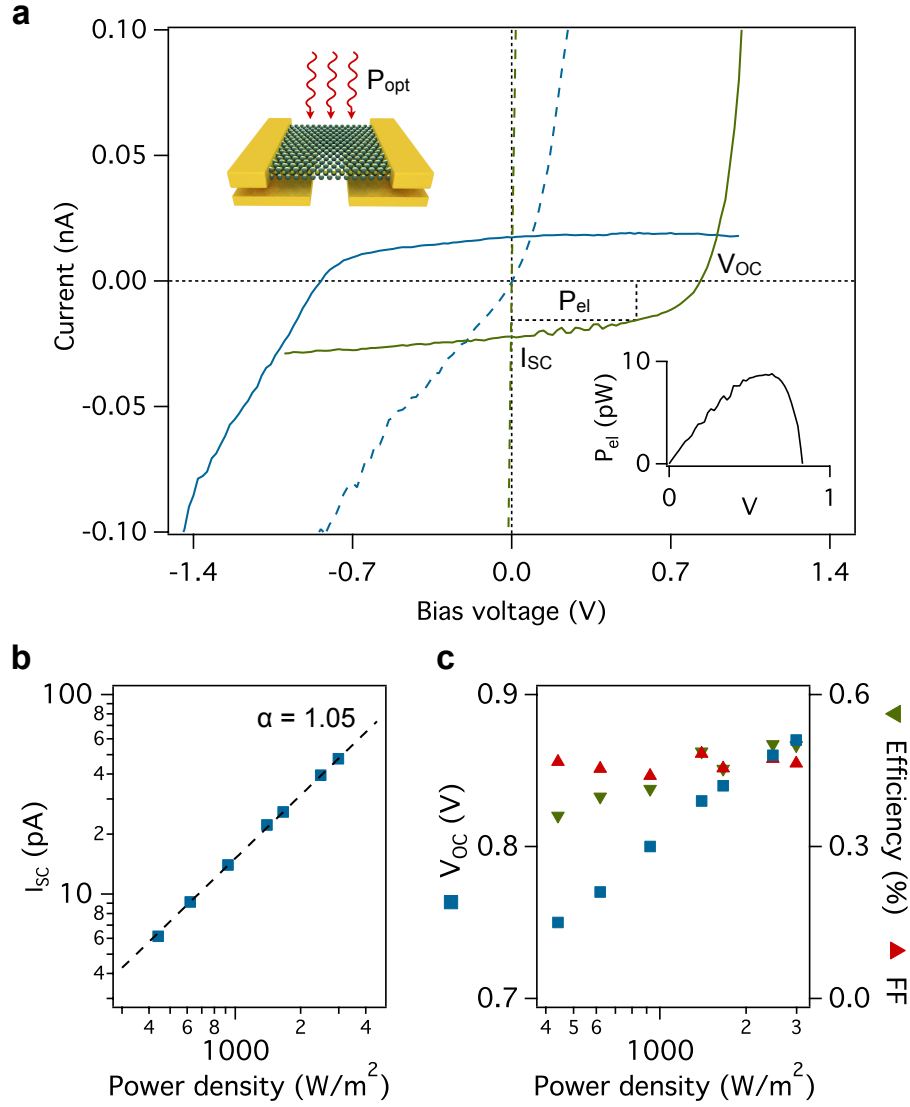 a
0.10
0.05
0.00
-0.05
-0.10
Current (nA)
P_opt
V_OC
P_el
I_SC
10
0
P_el (pW)
0
1
V
-1.4
-0.7
0.0
0.7
1.4
Bias voltage (V)
b
100
8
6
4
2
10
8
6
4
I_SC (pA)
α = 1.05
4
6
8
1000
2
4
Power density (W/m²)
c
0.9
0.8
0.7
V_OC (V)
0.6
0.3
0.0
Efficiency (%)
FF
4
5
6
1000
2
3
Power density (W/m²)